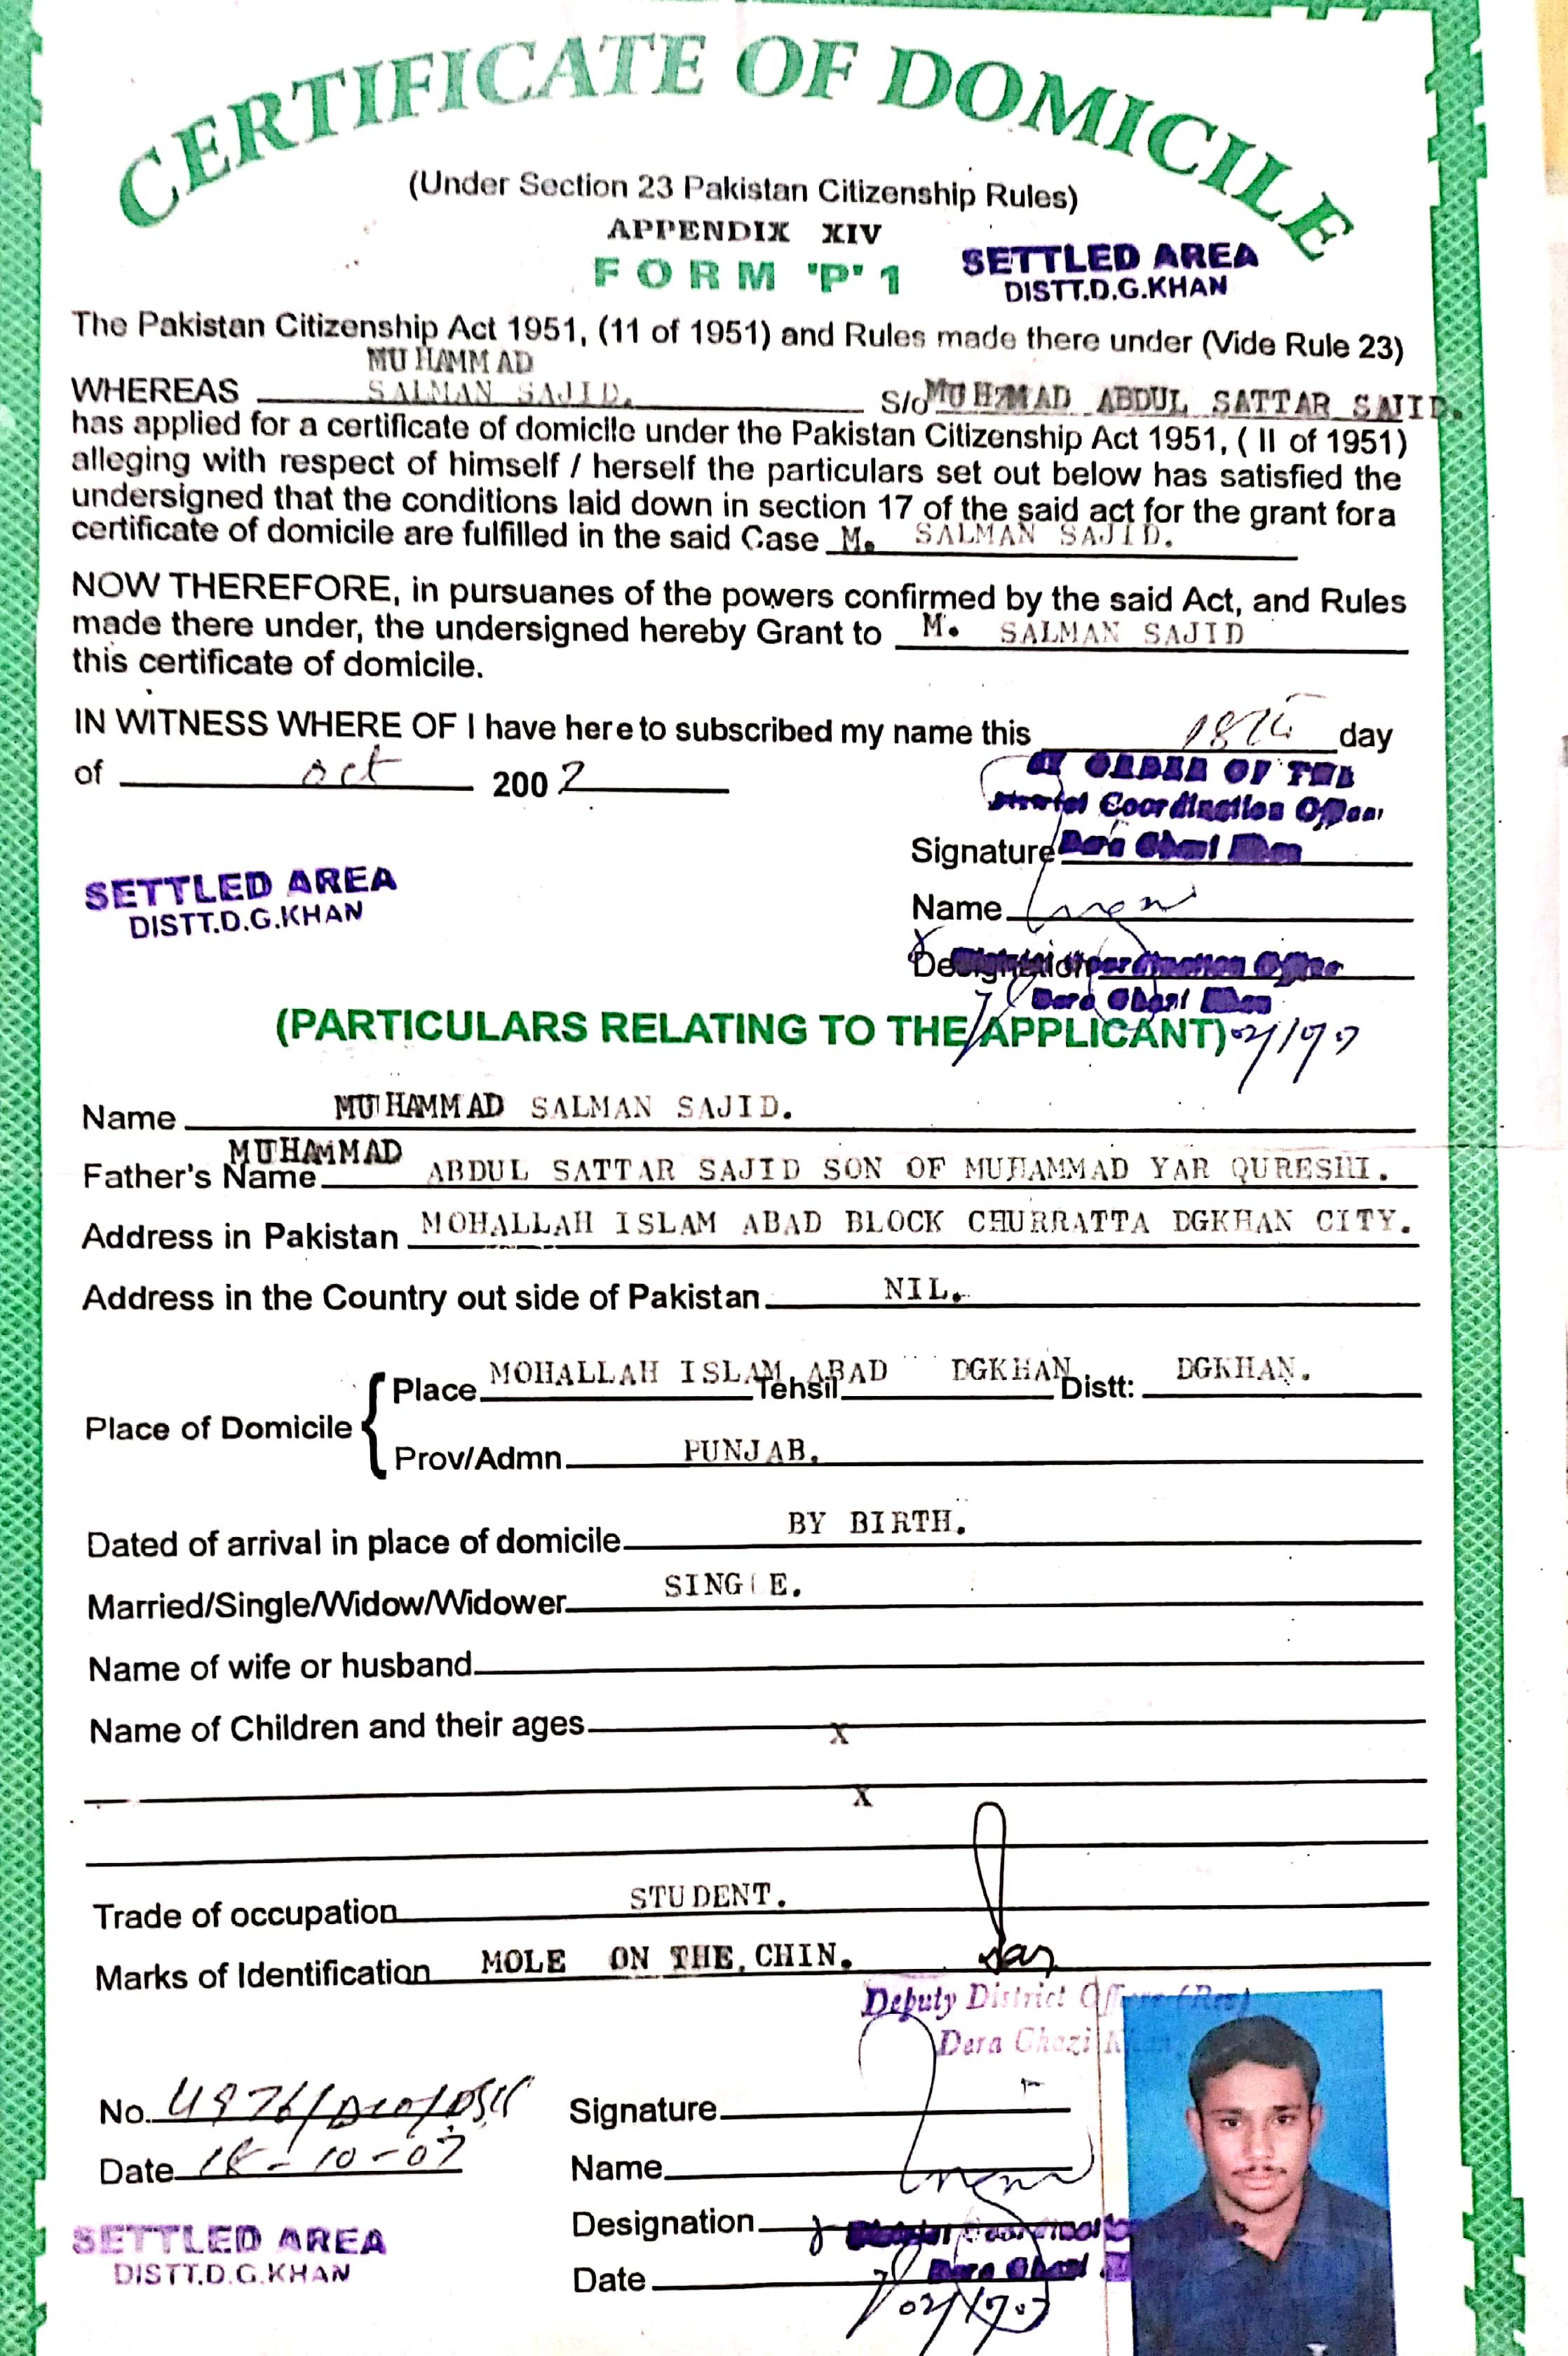 CERTIFICATE OF DOMICILE
(Under Section 23 Pakistan Citizenship Rules)
APPENDIX XIV
FORM 'P' 1
SETTLED AREA
DISTT.D.G.KHAN
The Pakistan Citizenship Act 1951, (11 of 1951) and Rules made there under (Vide Rule 23)
MUHAMMAD
WHEREAS SALMAN SAJID. S/o MUHMMAD ABDUL SATTAR SAJID.
has applied for a certificate of domicile under the Pakistan Citizenship Act 1951, ( II of 1951)
alleging with respect of himself / herself the particulars set out below has satisfied the
undersigned that the conditions laid down in section 17 of the said act for the grant fora
certificate of domicile are fulfilled in the said Case M. SALMAN SAJID.
NOW THEREFORE, in pursuanes of the powers confirmed by the said Act, and Rules
made there under, the undersigned hereby Grant to M. SALMAN SAJID
this certificate of domicile.
IN WITNESS WHERE OF I have here to subscribed my name this 18th day
of Oct 2007
BY ORDER OF THE
District Coordination Officer
Signature Dera Ghazi Khan
SETTLED AREA
DISTT.D.G.KHAN
Name
Designation District Coordination Officer
Dera Ghazi Khan
(PARTICULARS RELATING TO THE APPLICANT)
Name MUHAMMAD SALMAN SAJID.
MUHAMMAD
Father's Name ABDUL SATTAR SAJID SON OF MUHAMMAD YAR QURESHI.
Address in Pakistan MOHALLAH ISLAM ABAD BLOCK CHURRATTA DGKHAN CITY.
Address in the Country out side of Pakistan NIL.
Place MOHALLAH ISLAM ABAD Tehsil DGKHAN Distt: DGKHAN.
Place of Domicile
Prov/Admn PUNJAB.
Dated of arrival in place of domicile BY BIRTH.
Married/Single/Widow/Widower SINGLE.
Name of wife or husband
Name of Children and their ages x
x
Trade of occupation STUDENT.
Marks of Identification MOLE ON THE CHIN.
Deputy District Officer (Rev)
Dera Ghazi Khan
No. 4976/
Signature
Date 18-10-07
Name
Designation District Coordination
Dera Ghazi
SETTLED AREA
DISTT.D.G.KHAN
Date